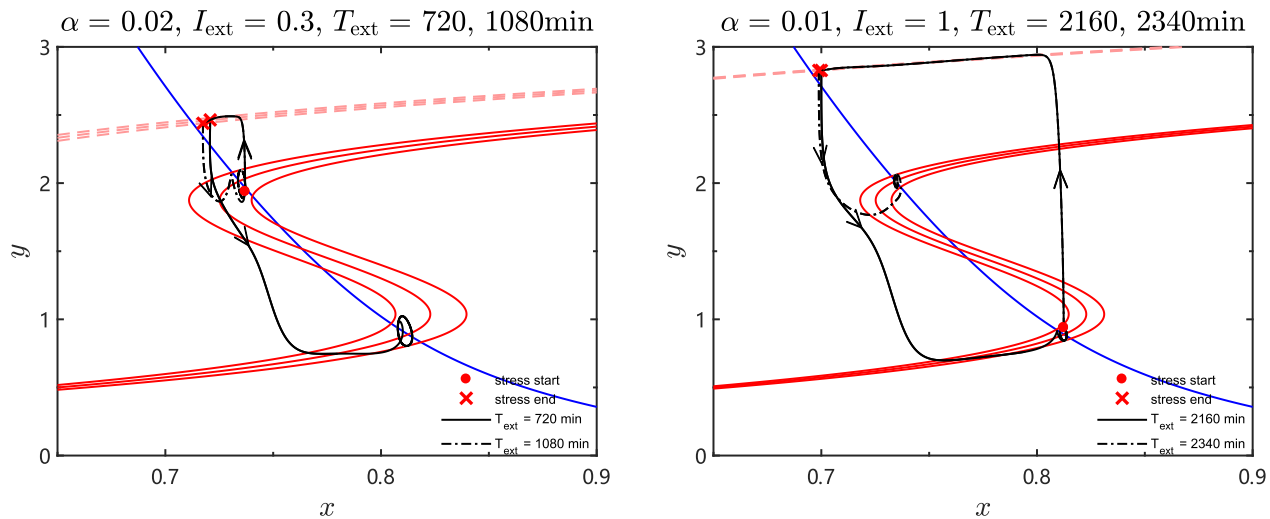 α = 0.02, I_ext = 0.3, T_ext = 720, 1080min
3
2
1
0
y
0.7
0.8
0.9
x
stress start
stress end
T_ext = 720 min
T_ext = 1080 min
α = 0.01, I_ext = 1, T_ext = 2160, 2340min
3
2
1
0
y
0.7
0.8
0.9
x
stress start
stress end
T_ext = 2160 min
T_ext = 2340 min